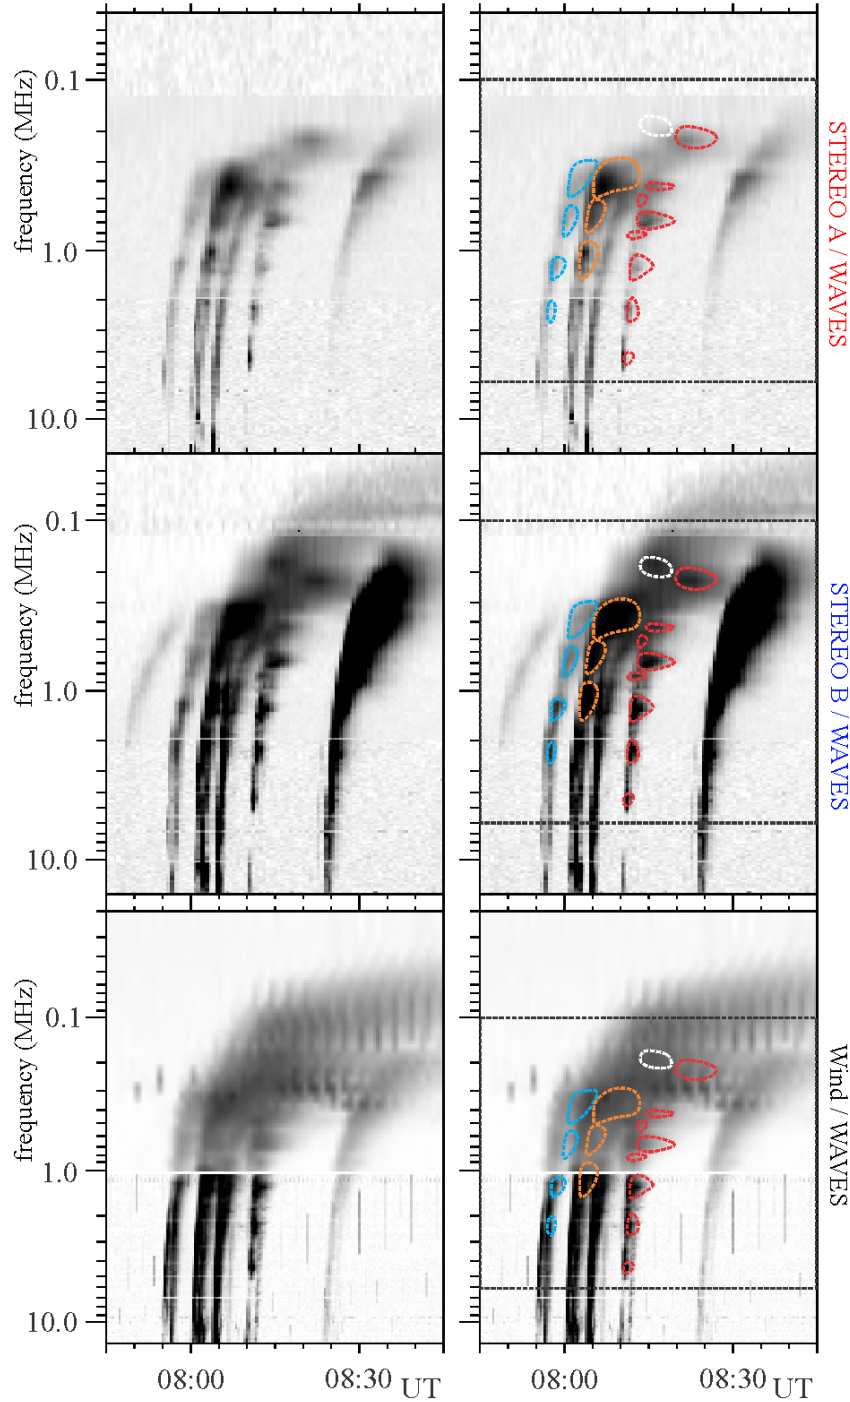 frequency (MHz)
0.1
1.0
10.0
STEREO A / WAVES
frequency (MHz)
0.1
1.0
10.0
STEREO B / WAVES
frequency (MHz)
0.1
1.0
10.0
Wind / WAVES
08:00 08:30 UT 08:00 08:30 UT